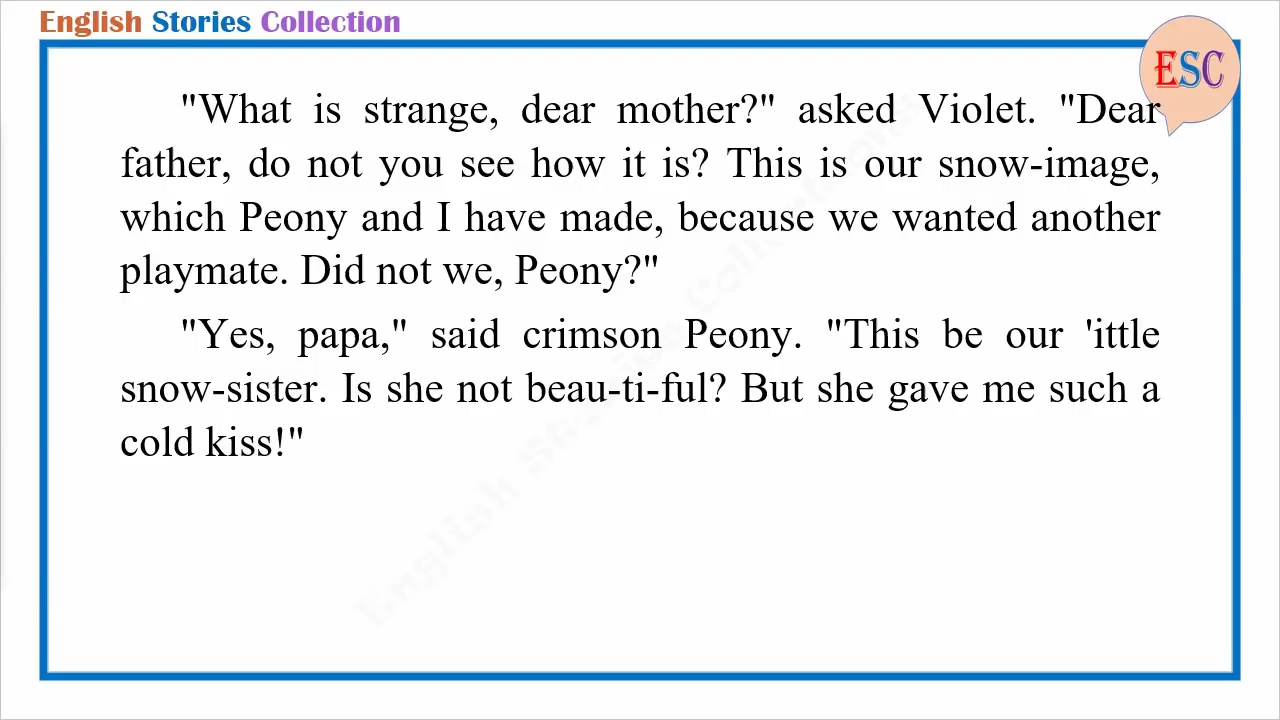 English Stories Collection
ESC
"What is strange, dear mother?" asked Violet. "Dear
father, do not you see how it is? This is our snow-image,
which Peony and I have made, because we wanted another
playmate. Did not we, Peony?"
"Yes, papa," said crimson Peony. "This be our 'ittle
snow-sister. Is she not beau-ti-ful? But she gave me such a
cold kiss!"
English Stories Collections